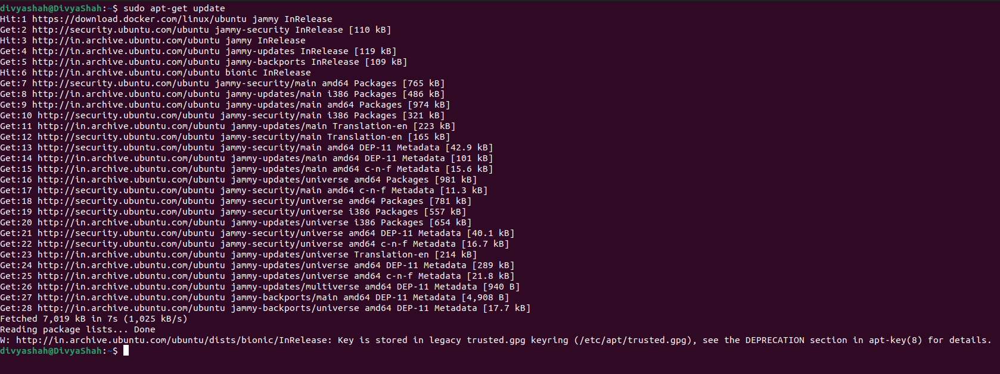 divyashah@DivyaShah:~$ sudo apt-get update
Hit:1 https://download.docker.com/linux/ubuntu jammy InRelease
Get:2 http://security.ubuntu.com/ubuntu jammy-security InRelease [110 kB]
Hit:3 http://in.archive.ubuntu.com/ubuntu jammy InRelease
Get:4 http://in.archive.ubuntu.com/ubuntu jammy-updates InRelease [119 kB]
Get:5 http://in.archive.ubuntu.com/ubuntu jammy-backports InRelease [109 kB]
Hit:6 http://in.archive.ubuntu.com/ubuntu bionic InRelease
Get:7 http://security.ubuntu.com/ubuntu jammy-security/main amd64 Packages [765 kB]
Get:8 http://in.archive.ubuntu.com/ubuntu jammy-updates/main i386 Packages [486 kB]
Get:9 http://in.archive.ubuntu.com/ubuntu jammy-updates/main amd64 Packages [974 kB]
Get:10 http://security.ubuntu.com/ubuntu jammy-security/main i386 Packages [321 kB]
Get:11 http://in.archive.ubuntu.com/ubuntu jammy-updates/main Translation-en [223 kB]
Get:12 http://security.ubuntu.com/ubuntu jammy-security/main Translation-en [165 kB]
Get:13 http://security.ubuntu.com/ubuntu jammy-security/main amd64 DEP-11 Metadata [42.9 kB]
Get:14 http://in.archive.ubuntu.com/ubuntu jammy-updates/main amd64 DEP-11 Metadata [101 kB]
Get:15 http://in.archive.ubuntu.com/ubuntu jammy-updates/main amd64 c-n-f Metadata [15.6 kB]
Get:16 http://in.archive.ubuntu.com/ubuntu jammy-updates/universe amd64 Packages [981 kB]
Get:17 http://security.ubuntu.com/ubuntu jammy-security/main amd64 c-n-f Metadata [11.3 kB]
Get:18 http://security.ubuntu.com/ubuntu jammy-security/universe amd64 Packages [781 kB]
Get:19 http://security.ubuntu.com/ubuntu jammy-security/universe i386 Packages [557 kB]
Get:20 http://in.archive.ubuntu.com/ubuntu jammy-updates/universe i386 Packages [654 kB]
Get:21 http://security.ubuntu.com/ubuntu jammy-security/universe amd64 DEP-11 Metadata [40.1 kB]
Get:22 http://security.ubuntu.com/ubuntu jammy-security/universe amd64 c-n-f Metadata [16.7 kB]
Get:23 http://in.archive.ubuntu.com/ubuntu jammy-updates/universe Translation-en [214 kB]
Get:24 http://in.archive.ubuntu.com/ubuntu jammy-updates/universe amd64 DEP-11 Metadata [289 kB]
Get:25 http://in.archive.ubuntu.com/ubuntu jammy-updates/universe amd64 c-n-f Metadata [21.8 kB]
Get:26 http://in.archive.ubuntu.com/ubuntu jammy-updates/multiverse amd64 DEP-11 Metadata [940 B]
Get:27 http://in.archive.ubuntu.com/ubuntu jammy-backports/main amd64 DEP-11 Metadata [4,908 B]
Get:28 http://in.archive.ubuntu.com/ubuntu jammy-backports/universe amd64 DEP-11 Metadata [17.7 kB]
Fetched 7,019 kB in 7s (1,025 kB/s)
Reading package lists... Done
W: http://in.archive.ubuntu.com/ubuntu/dists/bionic/InRelease: Key is stored in legacy trusted.gpg keyring (/etc/apt/trusted.gpg), see the DEPRECATION section in apt-key(8) for details.
divyashah@DivyaShah:~$